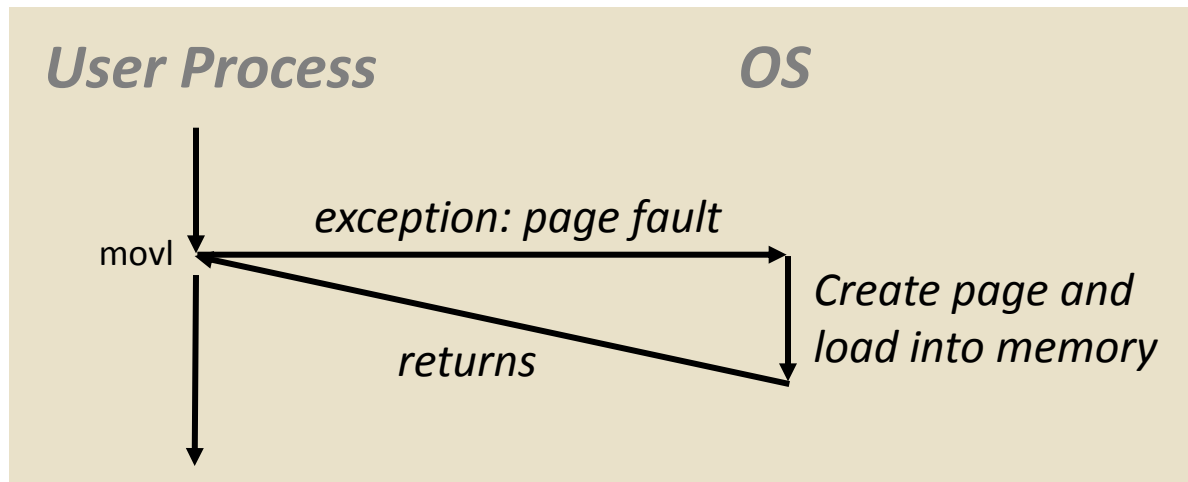 User Process
OS
exception: page fault
movl
Create page and
load into memory
returns